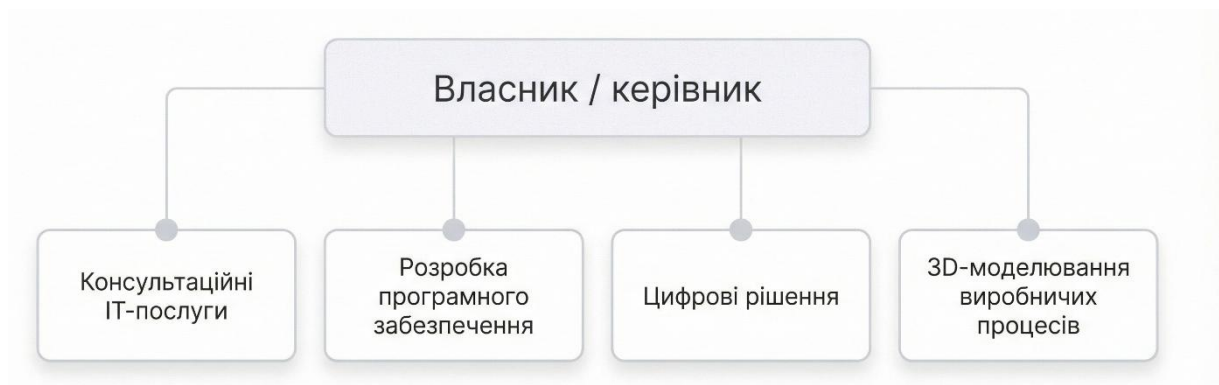 Власник / керівник
Консультаційні
ІТ-послуги
Розробка
програмного
забезпечення
Цифрові рішення
3D-моделювання
виробничих
процесів